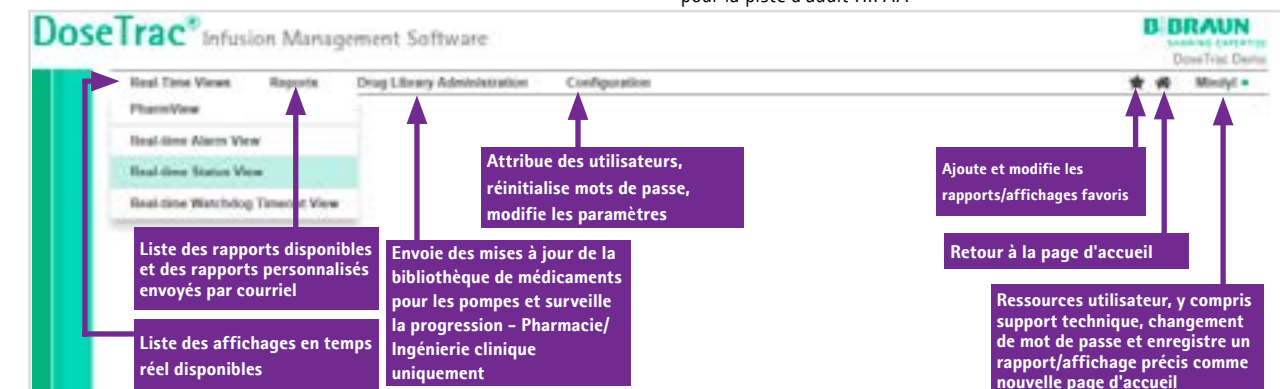 DoseTrac® Infusion Management Software
B BRAUN
SHARING EXPERTISE
DoseTrac Demo
Real Time Views Reports Drug Library Administration Configuration
PharmView
Real-time Alarm View
Real-time Status View
Real-time Watchdog Timeout View
Attribue des utilisateurs,
réinitialise mots de passe,
modifie les paramètres
Ajoute et modifie les
rapports/affichages favoris
Liste des rapports disponibles
et des rapports personnalisés
envoyés par courriel
Envoie des mises à jour de la
bibliothèque de médicaments
pour les pompes et surveille
la progression - Pharmacie/
Ingénierie clinique
uniquement
Retour à la page d'accueil
Liste des affichages en temps
réel disponibles
Ressources utilisateur, y compris
support technique, changement
de mot de passe et enregistre un
rapport/affichage précis comme
nouvelle page d'accueil